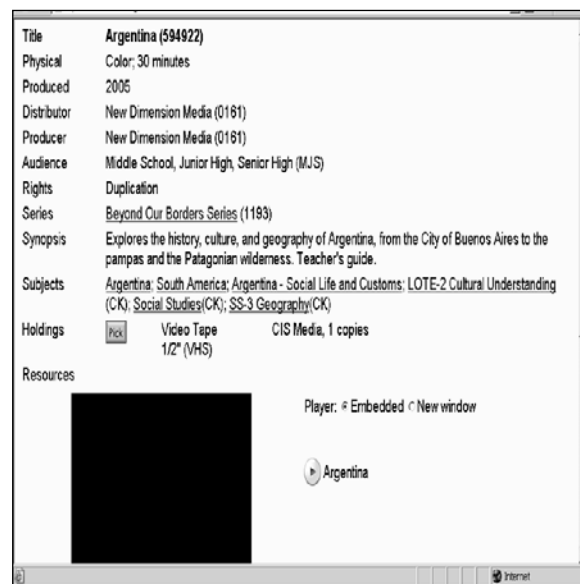 Title Argentina (594922)
Physical Color; 30 minutes
Produced 2005
Distributor New Dimension Media (0161)
Producer New Dimension Media (0161)
Audience Middle School, Junior High, Senior High (MJS)
Rights Duplication
Series Beyond Our Borders Series (1193)
Synopsis Explores the history, culture, and geography of Argentina, from the City of Buenos Aires to the
pampas and the Patagonian wilderness. Teacher's guide.
Subjects Argentina; South America; Argentina - Social Life and Customs; LOTE-2 Cultural Understanding
(CK); Social Studies(CK); SS-3 Geography(CK)
Holdings Pick Video Tape CIS Media, 1 copies
1/2" (VHS)
Resources
Player: Embedded New window
Argentina
Internet